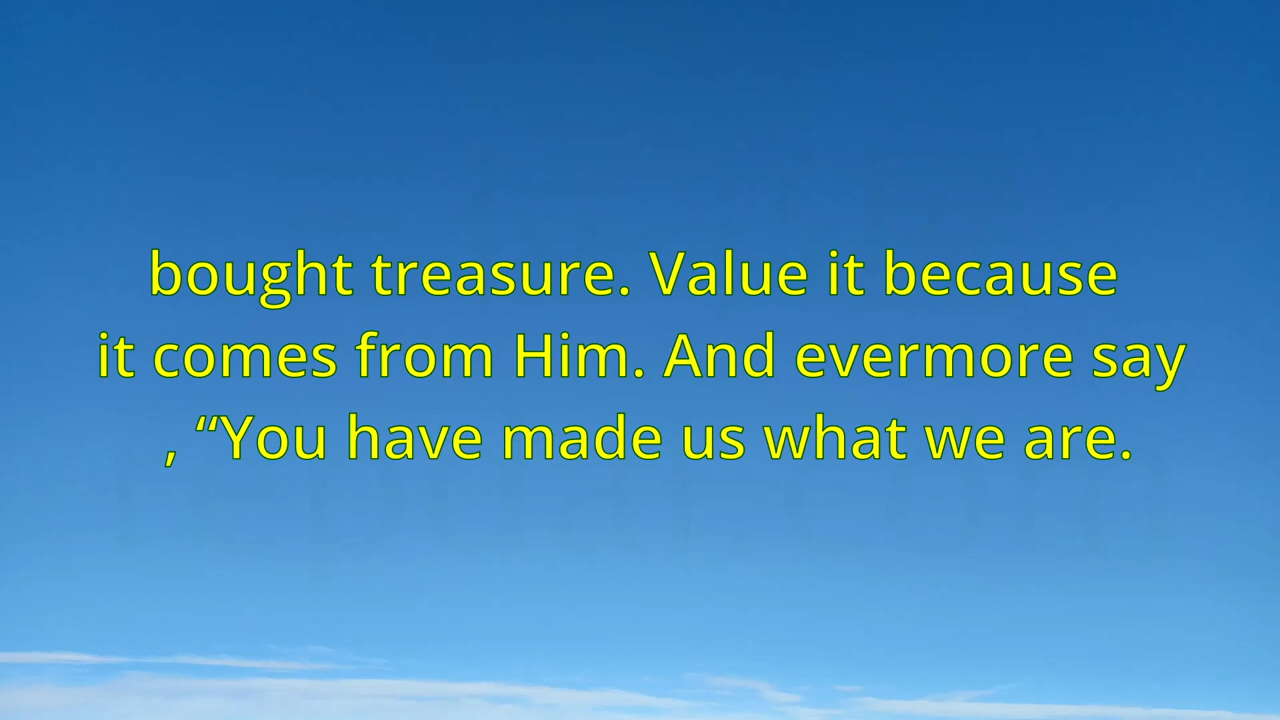 bought treasure. Value it because
it comes from Him. And evermore say
, “You have made us what we are.